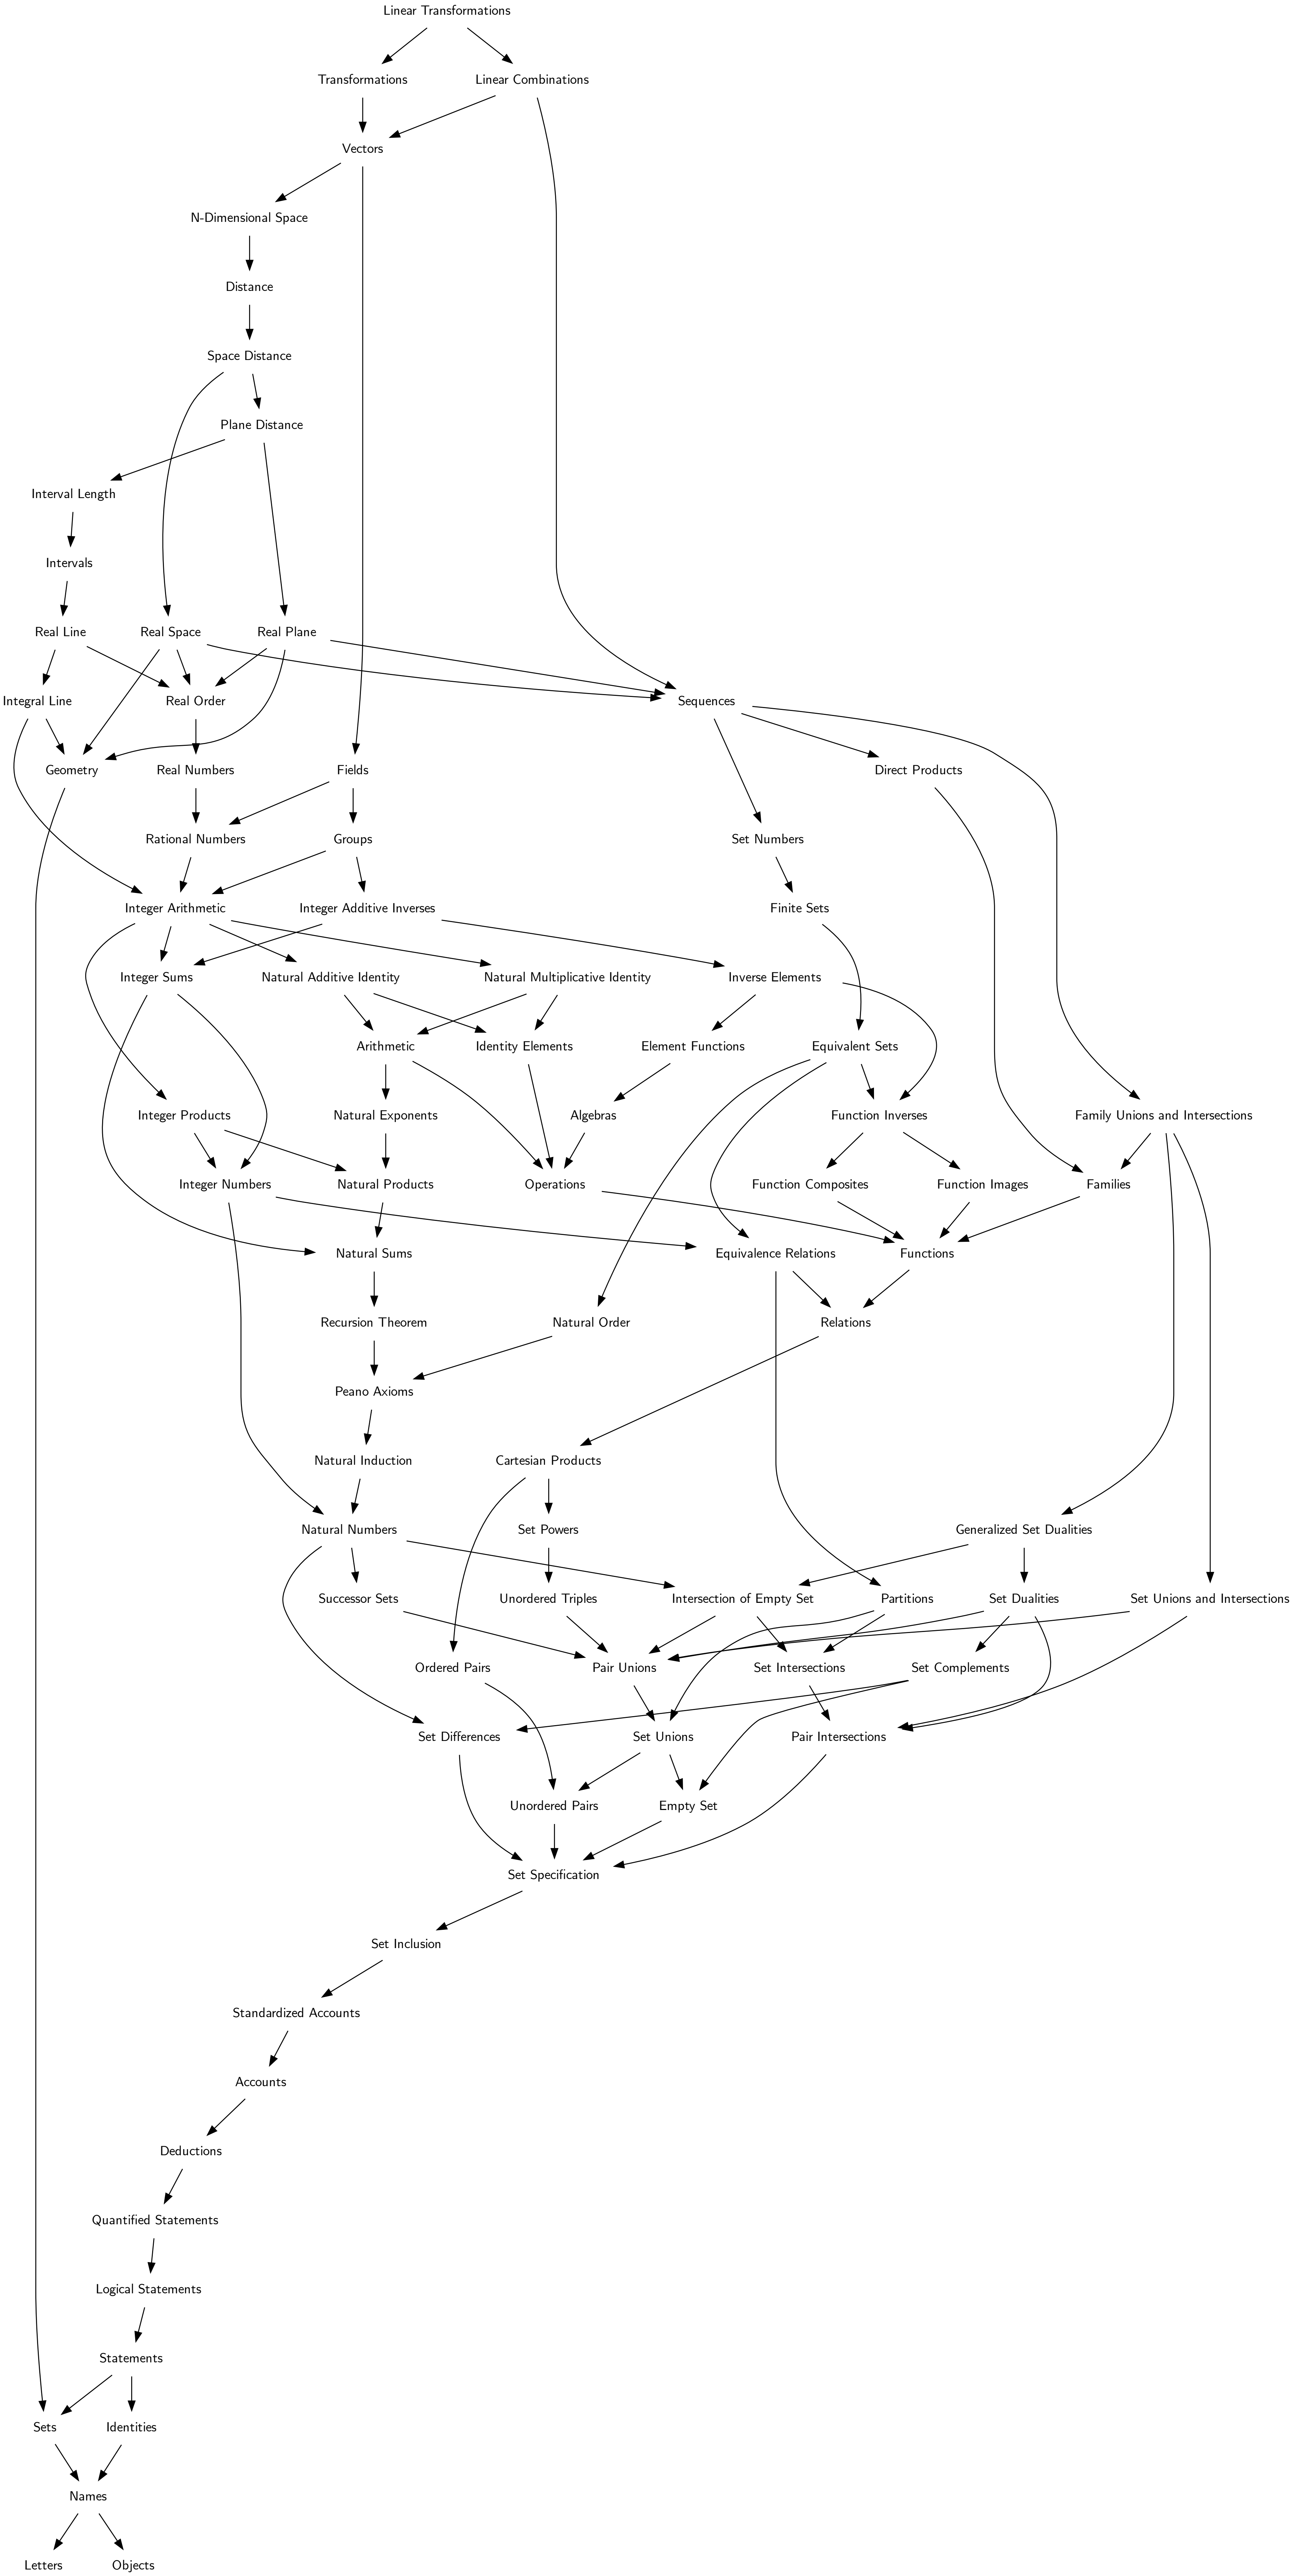 Linear Transformations
Transformations
Linear Combinations
Vectors
N-Dimensional Space
Distance
Space Distance
Plane Distance
Interval Length
Intervals
Real Line
Real Space
Real Plane
Integral Line
Real Order
Sequences
Geometry
Real Numbers
Fields
Direct Products
Rational Numbers
Groups
Set Numbers
Integer Arithmetic
Integer Additive Inverses
Finite Sets
Integer Sums
Natural Additive Identity
Natural Multiplicative Identity
Inverse Elements
Arithmetic
Identity Elements
Element Functions
Equivalent Sets
Integer Products
Natural Exponents
Algebras
Function Inverses
Family Unions and Intersections
Integer Numbers
Natural Products
Operations
Function Composites
Function Images
Families
Natural Sums
Equivalence Relations
Functions
Recursion Theorem
Natural Order
Relations
Peano Axioms
Natural Induction
Cartesian Products
Natural Numbers
Set Powers
Generalized Set Dualities
Successor Sets
Unordered Triples
Intersection of Empty Set
Partitions
Set Dualities
Set Unions and Intersections
Ordered Pairs
Pair Unions
Set Intersections
Set Complements
Set Differences
Set Unions
Pair Intersections
Unordered Pairs
Empty Set
Set Specification
Set Inclusion
Standardized Accounts
Accounts
Deductions
Quantified Statements
Logical Statements
Statements
Sets
Identities
Names
Letters
Objects